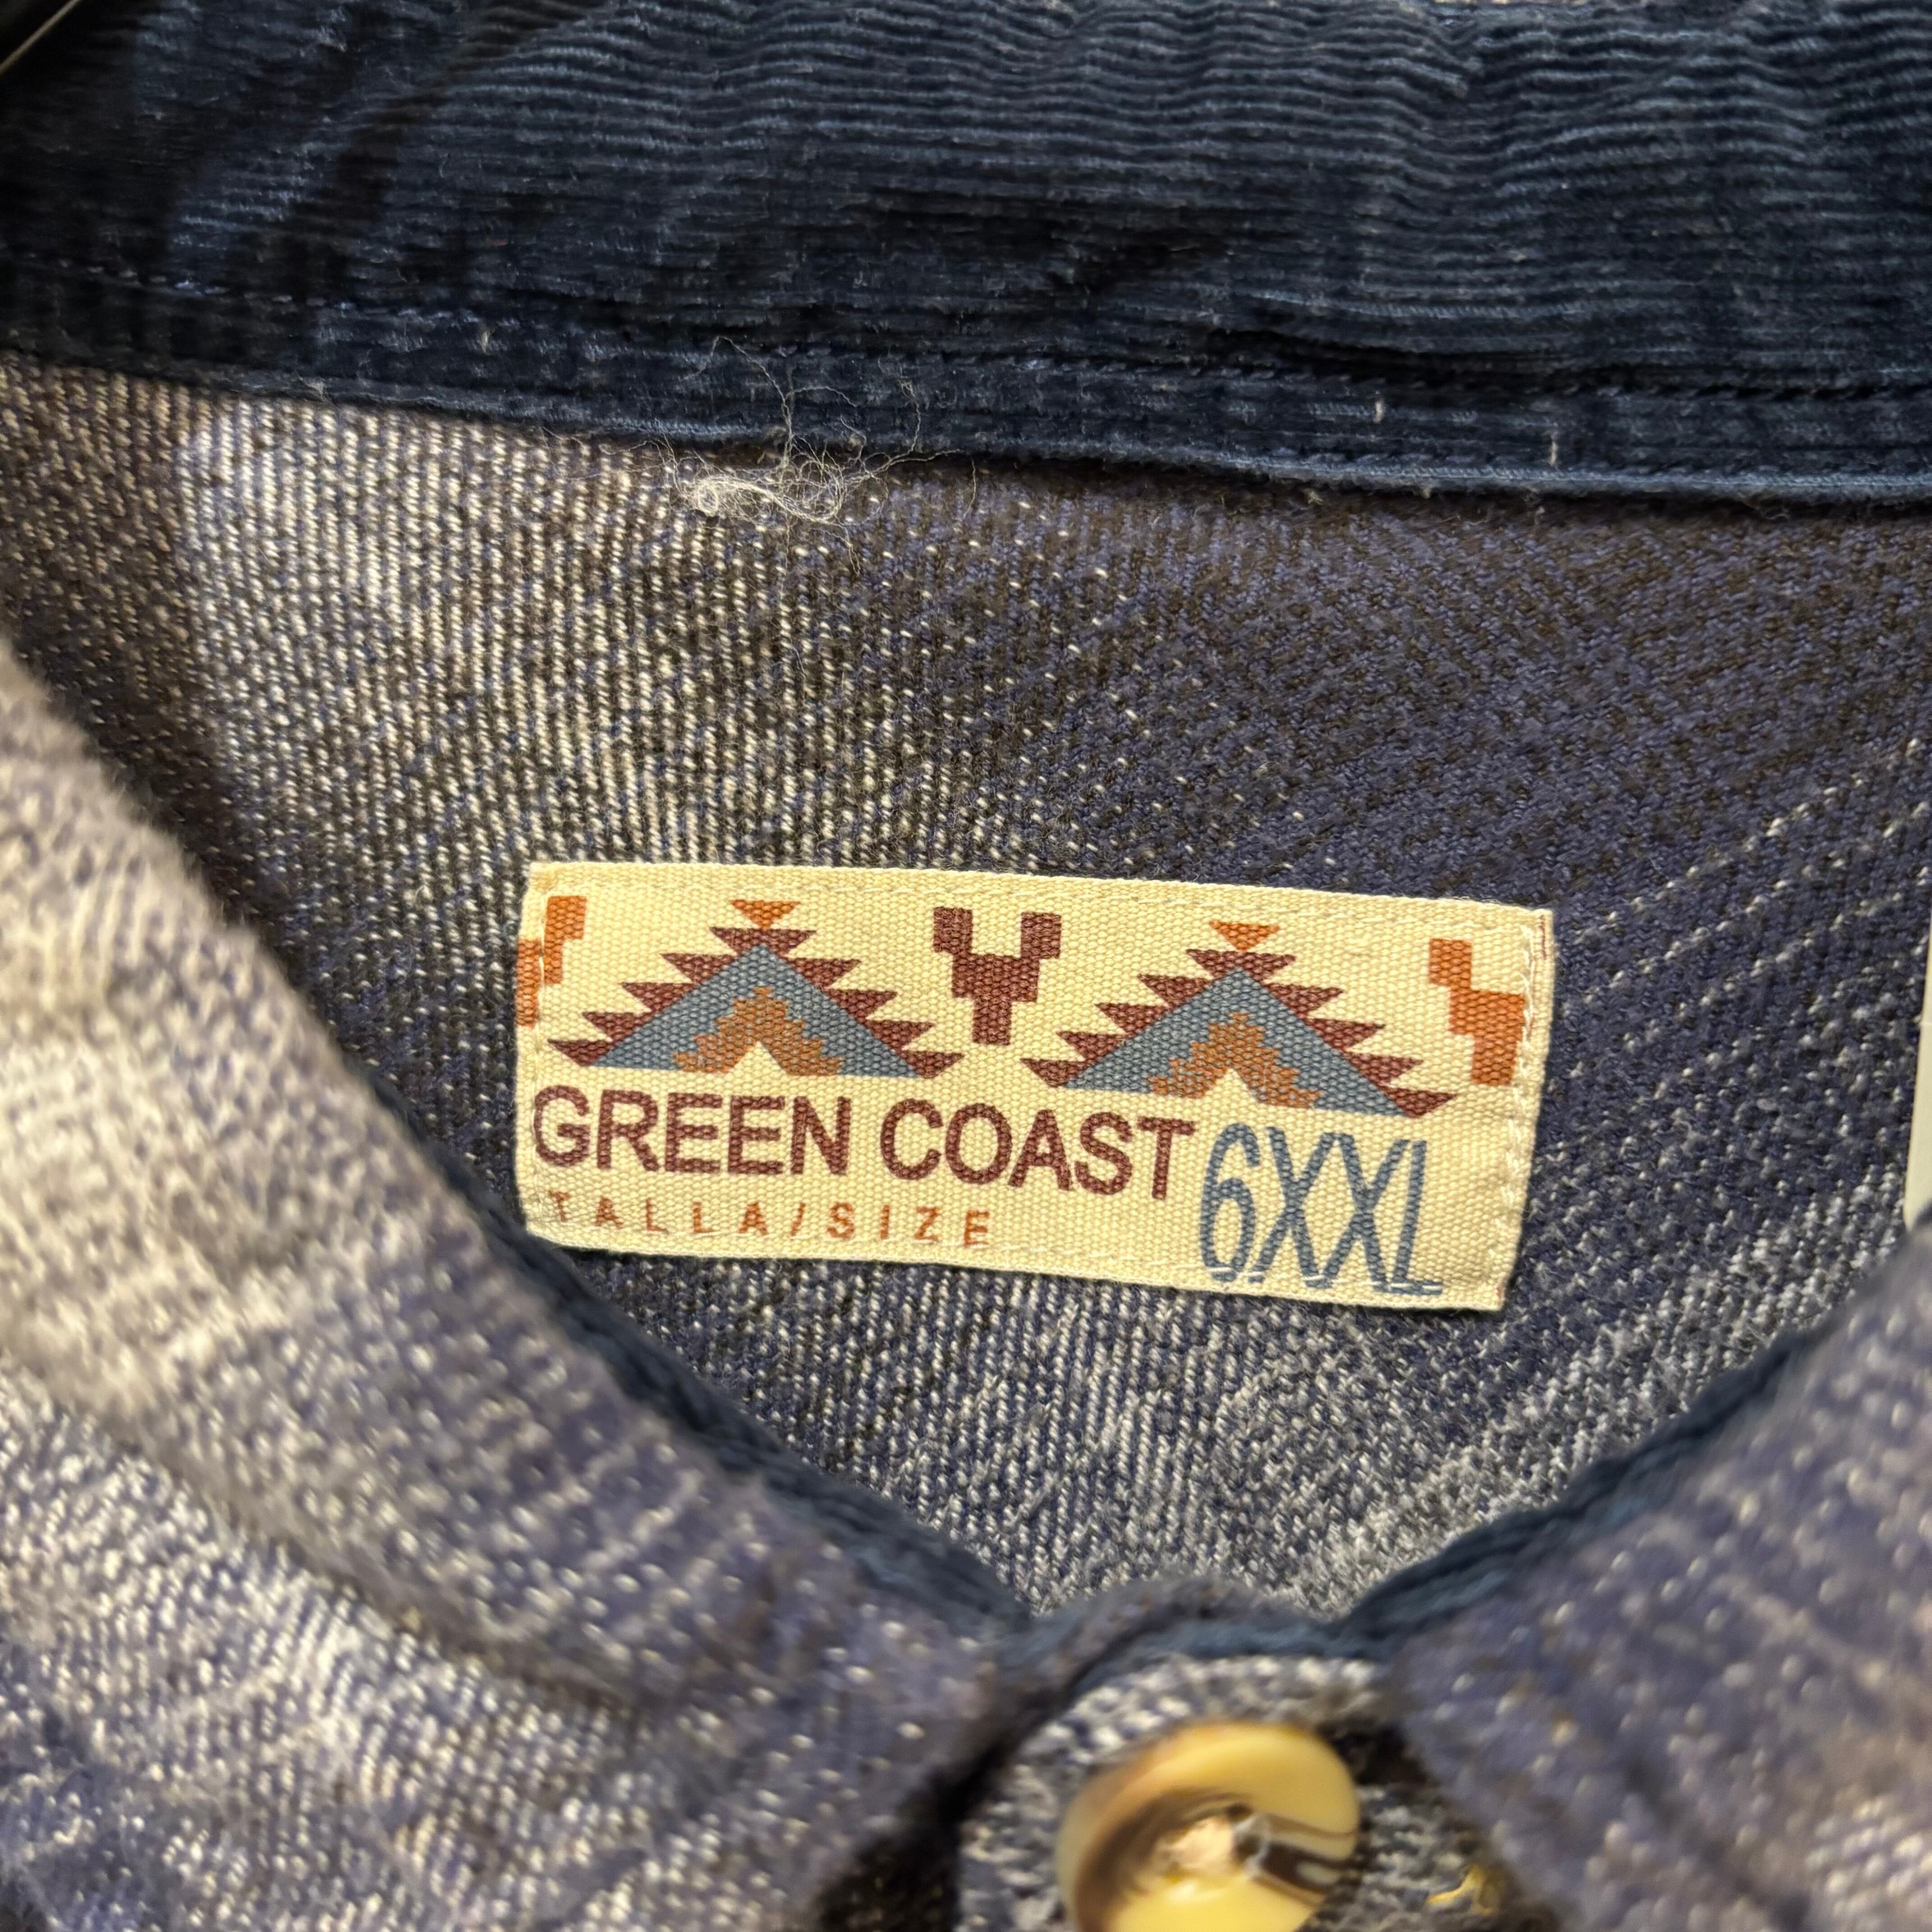 GREEN COAST 6XXL
TALLA/SIZE